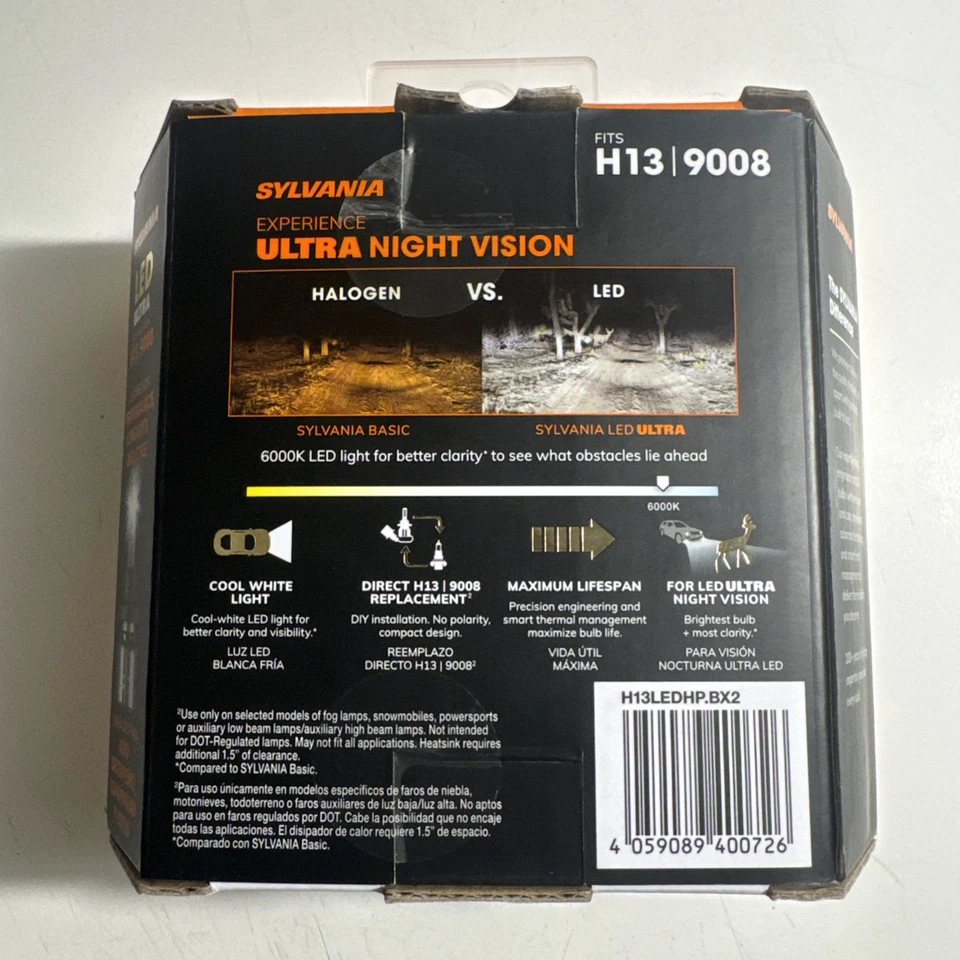 FITS
H13 | 9008
SYLVANIA
EXPERIENCE
ULTRA NIGHT VISION
HALOGEN VS. LED
SYLVANIA BASIC
SYLVANIA LED ULTRA
6000K LED light for better clarity* to see what obstacles lie ahead
6000K
COOL WHITE
LIGHT
Cool-white LED light for
better clarity and visibility.*
LUZ LED
BLANCA FRÍA
DIRECT H13 | 9008
REPLACEMENT²
DIY installation. No polarity,
compact design.
REEMPLAZO
DIRECTO H13 | 9008²
MAXIMUM LIFESPAN
Precision engineering and
smart thermal management
maximize bulb life.
VIDA ÚTIL
MÁXIMA
FOR LED ULTRA
NIGHT VISION
Brightest bulb
+ most clarity.*
PARA VISIÓN
NOCTURNA ULTRA LED
²Use only on selected models of fog lamps, snowmobiles, powersports
or auxiliary low beam lamps/auxiliary high beam lamps. Not intended
for DOT-Regulated lamps. May not fit all applications. Heatsink requires
additional 1.5" of clearance.
*Compared to SYLVANIA Basic.
²Para uso únicamente en modelos específicos de faros de niebla,
motonieves, todoterreno o faros auxiliares de luz baja/luz alta. No aptos
para uso en faros regulados por DOT. Cabe la posibilidad que no encaje
todas las aplicaciones. El disipador de calor requiere 1.5" de espacio.
*Comparado con SYLVANIA Basic.
H13LEDHP.BX2
4 059089 400726
SYLVANIA
The SYLVANIA
Difference
LED